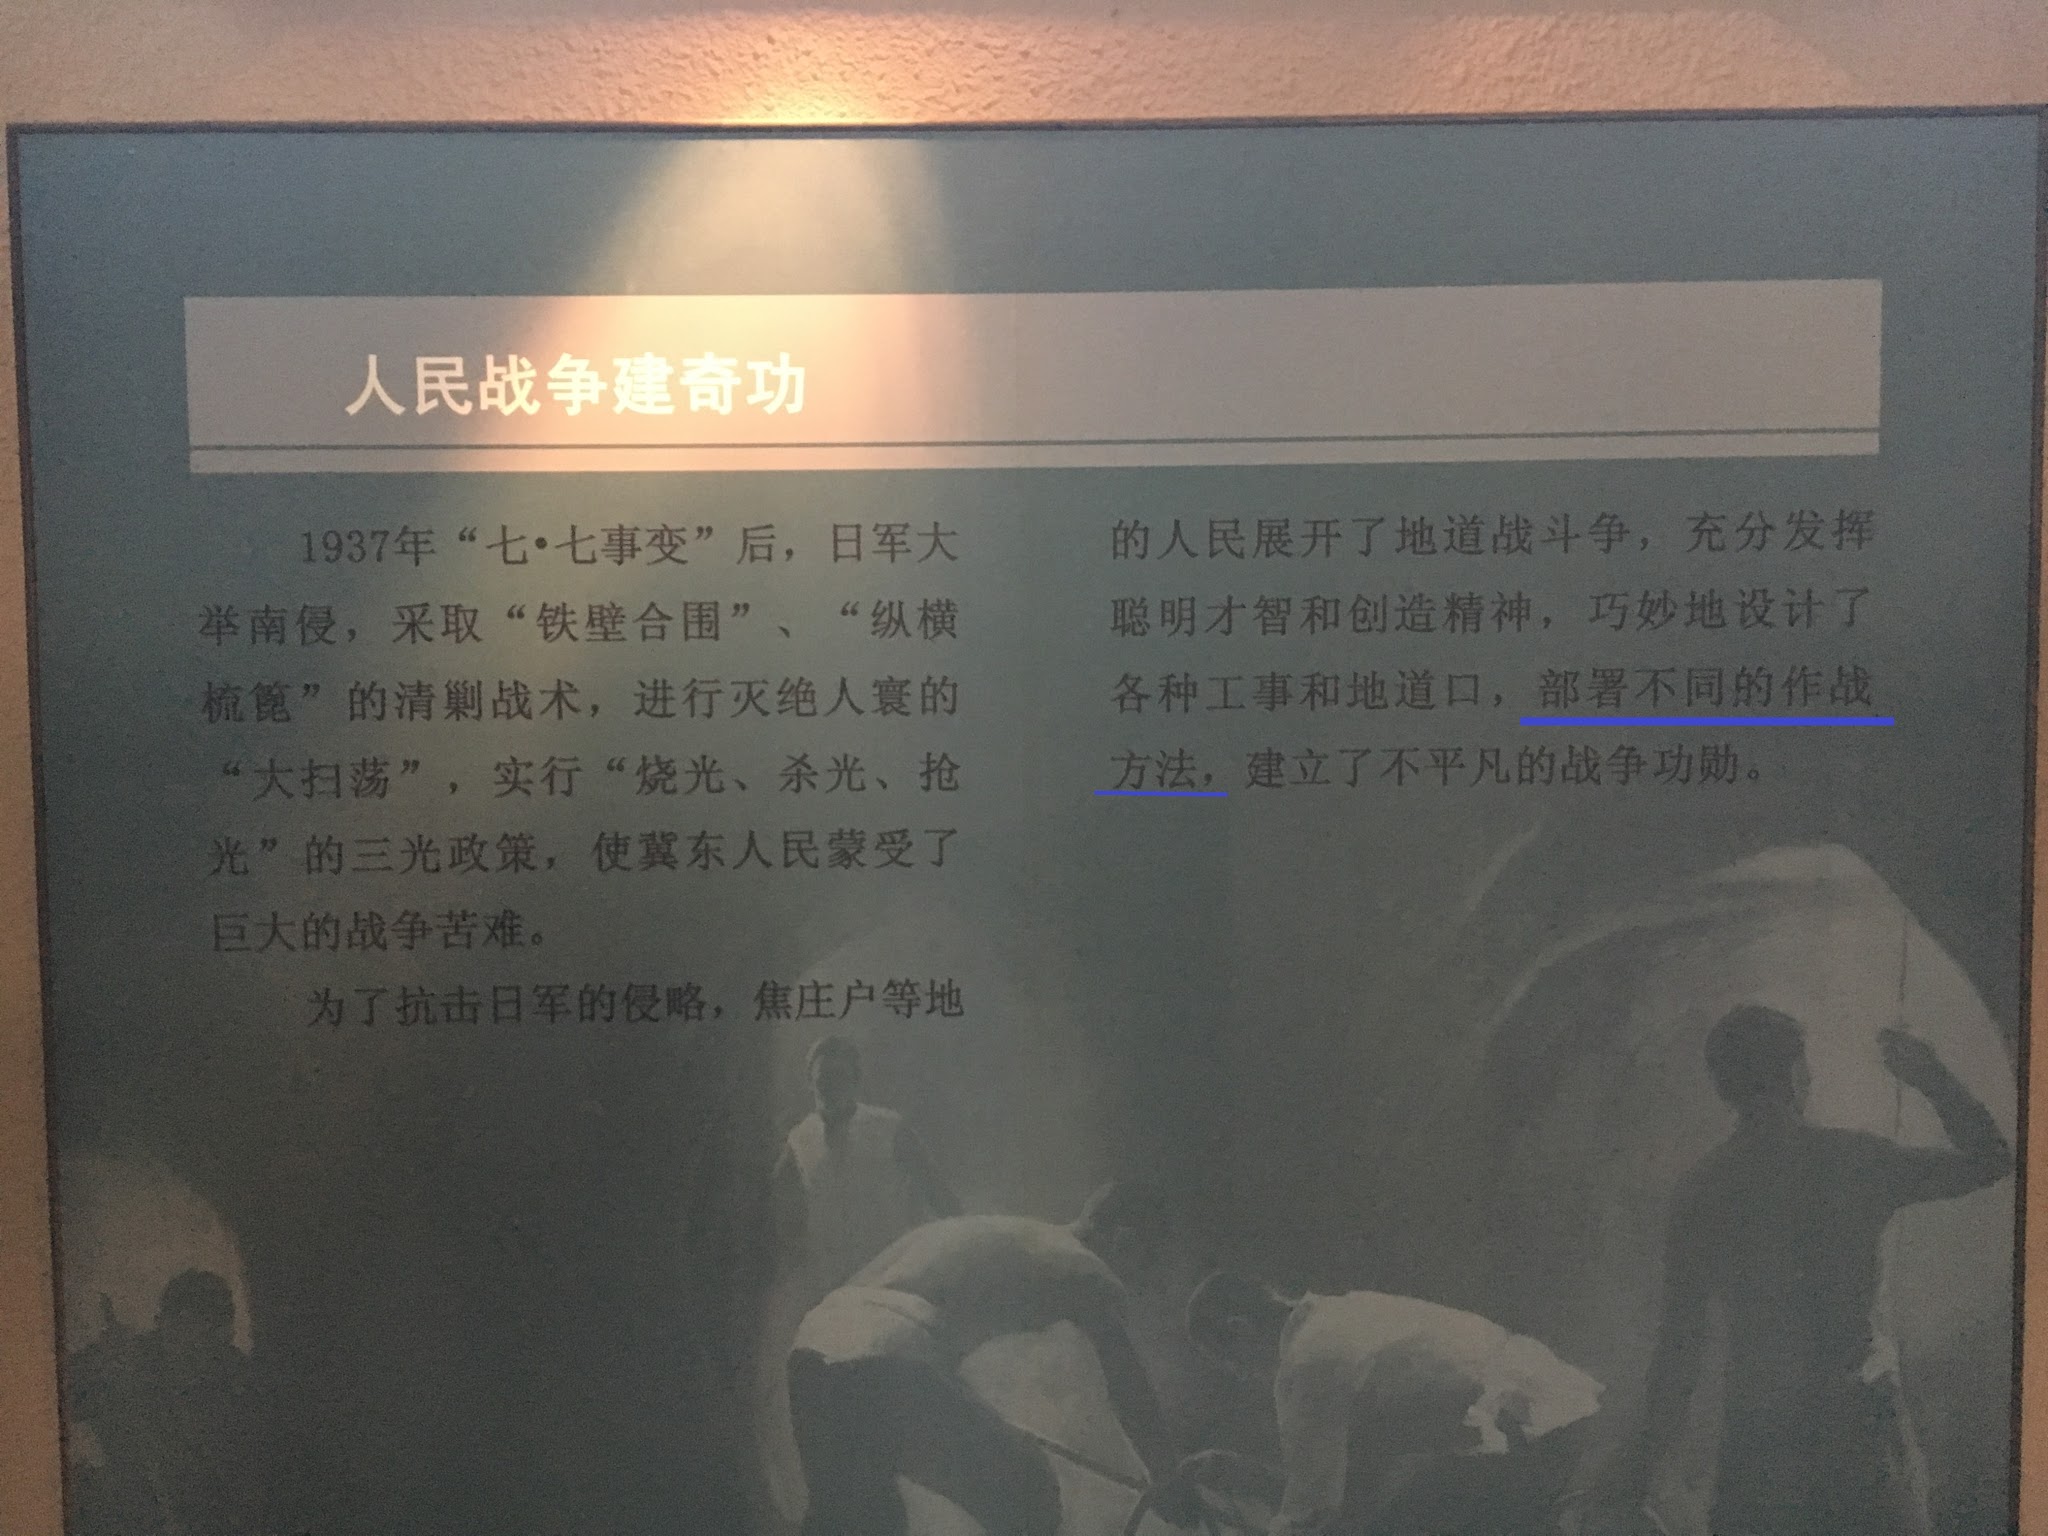 人民战争建奇功
1937年“七•七事变”后，日军大
举南侵，采取“铁壁合围”、“纵横
梳篦”的清剿战术，进行灭绝人寰的
“大扫荡”，实行“烧光、杀光、抢
光”的三光政策，使冀东人民蒙受了
巨大的战争苦难。
为了抗击日军的侵略，焦庄户等地
的人民展开了地道战斗争，充分发挥
聪明才智和创造精神，巧妙地设计了
各种工事和地道口，部署不同的作战
方法，建立了不平凡的战争功勋。